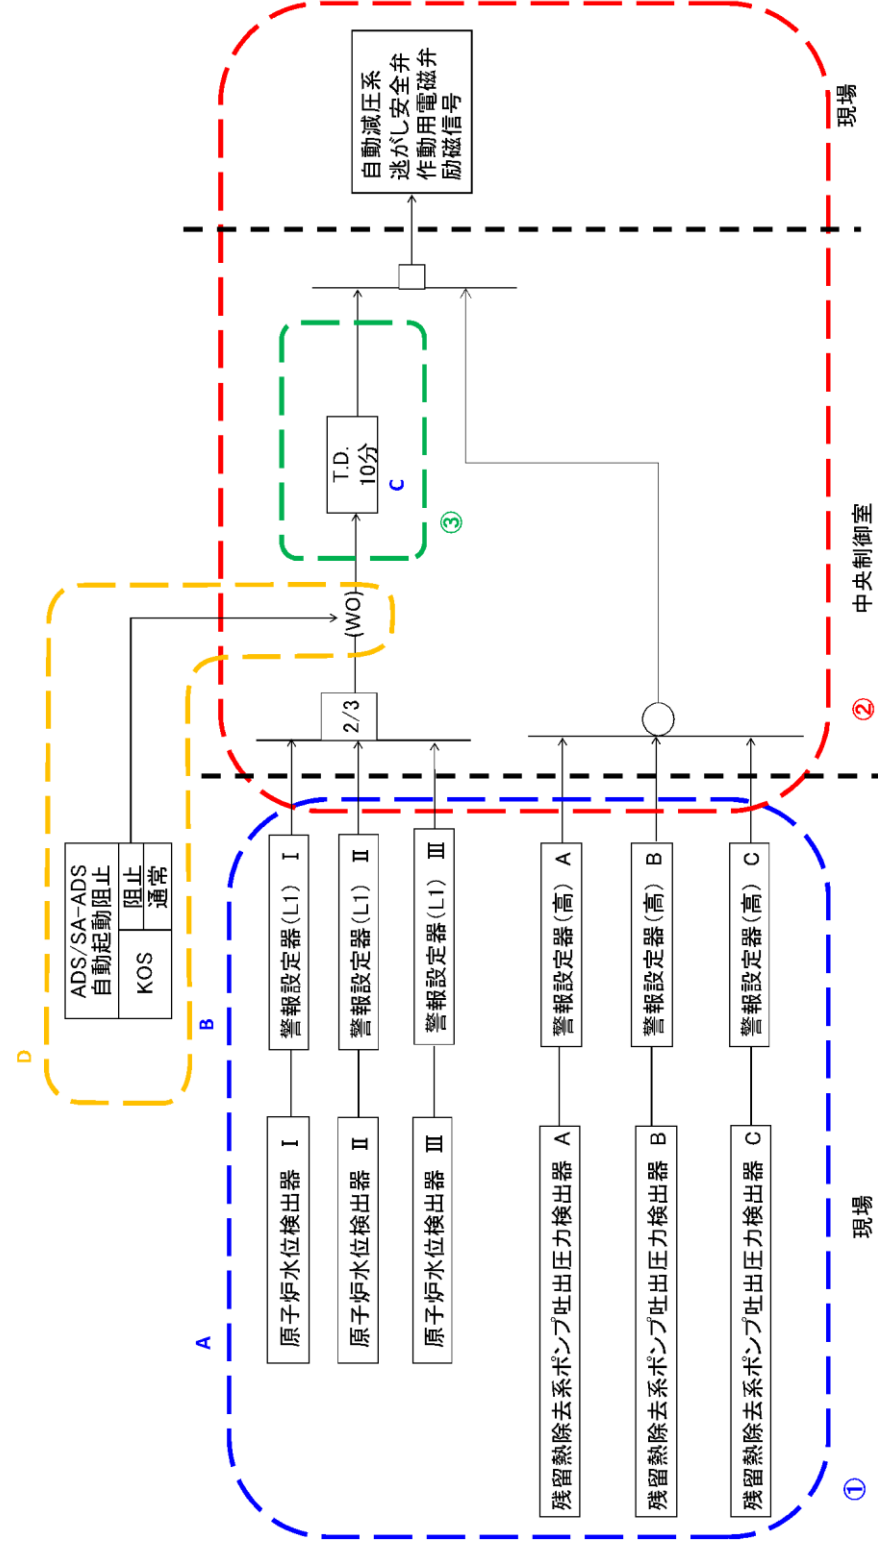 D
ADS/SA-ADS
自動起動阻止
KOS
阻止
通常
A
B
原子炉水位検出器 Ⅰ
警報設定器(L1) Ⅰ
原子炉水位検出器 Ⅱ
警報設定器(L1) Ⅱ
原子炉水位検出器 Ⅲ
警報設定器(L1) Ⅲ
2/3
(WO)
T.D.
10分
C
③
残留熱除去系ポンプ吐出圧力検出器 A
警報設定器(高) A
残留熱除去系ポンプ吐出圧力検出器 B
警報設定器(高) B
残留熱除去系ポンプ吐出圧力検出器 C
警報設定器(高) C
自動減圧系
逃がし安全弁
作動用電磁弁
励磁信号
①
②
現場
中央制御室
現場